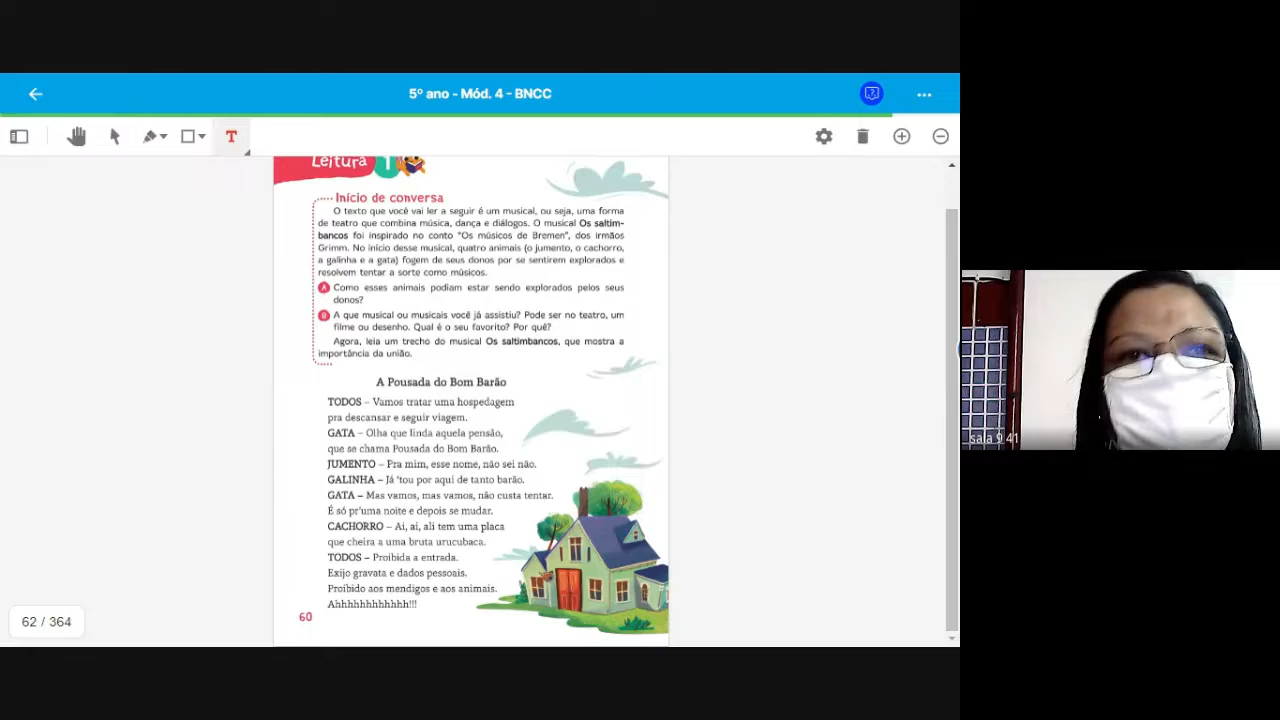 5º ano - Mód. 4 - BNCC
T
Leitura 1
Início de conversa
O texto que você vai ler a seguir é um musical, ou seja, uma forma
de teatro que combina música, dança e diálogos. O musical Os saltim-
bancos foi inspirado no conto "Os músicos de Bremen", dos irmãos
Grimm. No início desse musical, quatro animais (o jumento, o cachorro,
a galinha e a gata) fogem de seus donos por se sentirem explorados e
resolvem tentar a sorte como músicos.
A Como esses animais podiam estar sendo explorados pelos seus
donos?
B A que musical ou musicais você já assistiu? Pode ser no teatro, um
filme ou desenho. Qual é o seu favorito? Por quê?
Agora, leia um trecho do musical Os saltimbancos, que mostra a
importância da união.
A Pousada do Bom Barão
TODOS – Vamos tratar uma hospedagem
pra descansar e seguir viagem.
GATA – Olha que linda aquela pensão,
que se chama Pousada do Bom Barão.
JUMENTO – Pra mim, esse nome, não sei não.
GALINHA – Já 'tou por aqui de tanto barão.
GATA – Mas vamos, mas vamos, não custa tentar.
É só pr'uma noite e depois se mudar.
CACHORRO – Ai, ai, ali tem uma placa
que cheira a uma bruta urucubaca.
TODOS – Proibida a entrada.
Exijo gravata e dados pessoais.
Proibido aos mendigos e aos animais.
Ahhhhhhhhhhh!!!
60
62 / 364
sala 9 41